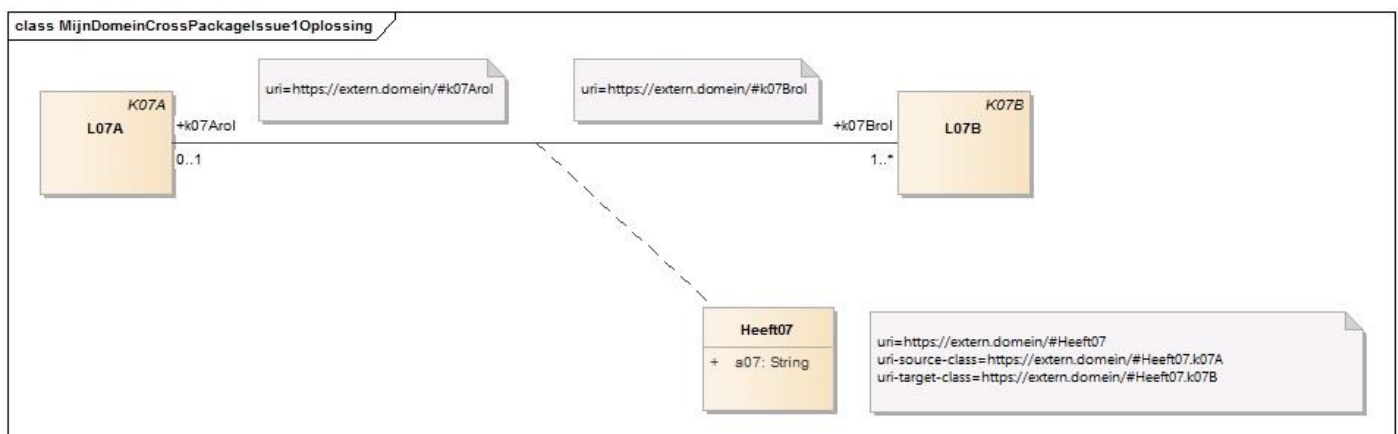 class MijnDomeinCrossPackageIssue1Oplossing
uri=https://extern.domein/#k07Arol
uri=https://extern.domein/#k07Brol
K07A
L07A
+k07Arol
0..1
+k07Brol
1..*
K07B
L07B
Heeft07
+ a07: String
uri=https://extern.domein/#Heeft07
uri-source-class=https://extern.domein/#Heeft07.k07A
uri-target-class=https://extern.domein/#Heeft07.k07B